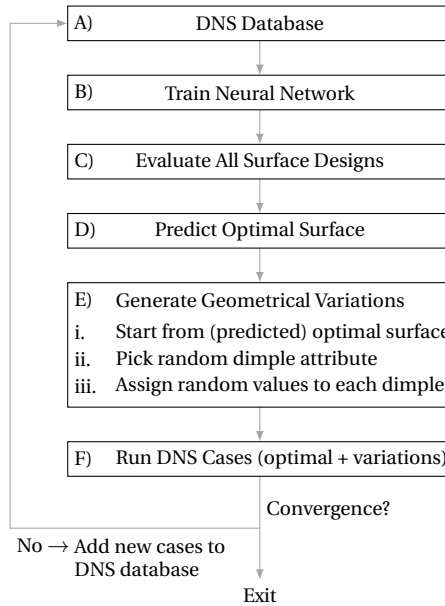 A) DNS Database
B) Train Neural Network
C) Evaluate All Surface Designs
D) Predict Optimal Surface
E) Generate Geometrical Variations
i. Start from (predicted) optimal surface
ii. Pick random dimple attribute
iii. Assign random values to each dimple
F) Run DNS Cases (optimal + variations)
Convergence?
No → Add new cases to
DNS database
Exit